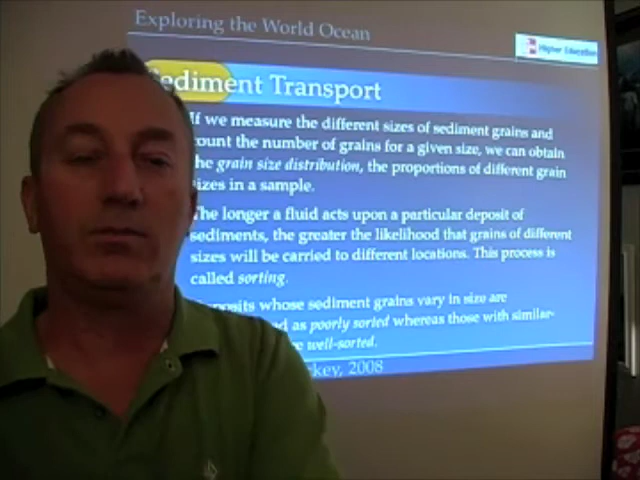 Exploring the World Ocean
Higher Education
Sediment Transport
If we measure the different sizes of sediment grains and
count the number of grains for a given size, we can obtain
the grain size distribution, the proportions of different grain
sizes in a sample.
The longer a fluid acts upon a particular deposit of
sediments, the greater the likelihood that grains of different
sizes will be carried to different locations. This process is
called sorting.
Deposits whose sediment grains vary in size are
as poorly sorted whereas those with similar-
well-sorted.
2008